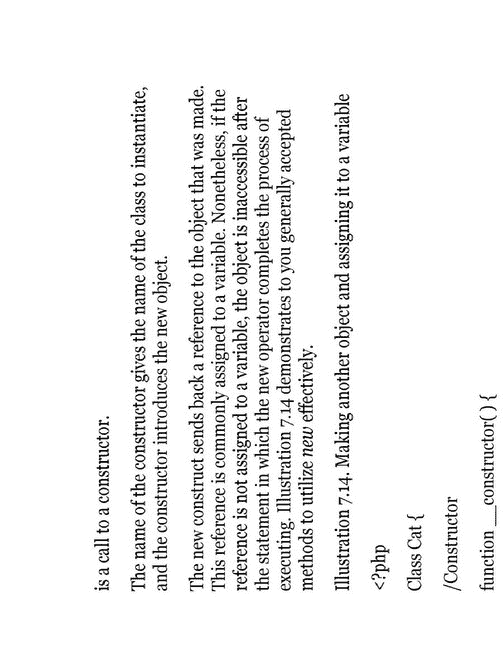 is a call to a constructor.
The name of the constructor gives the name of the class to instantiate,
and the constructor introduces the new object.
The new construct sends back a reference to the object that was made.
This reference is commonly assigned to a variable. Nonetheless, if the
reference is not assigned to a variable, the object is inaccessible after
the statement in which the new operator completes the process of
executing. Illustration 7.14 demonstrates to you generally accepted
methods to utilize new effectively.
Illustration 7.14. Making another object and assigning it to a variable
<?php
Class Cat {
/Constructor
function __constructor() {